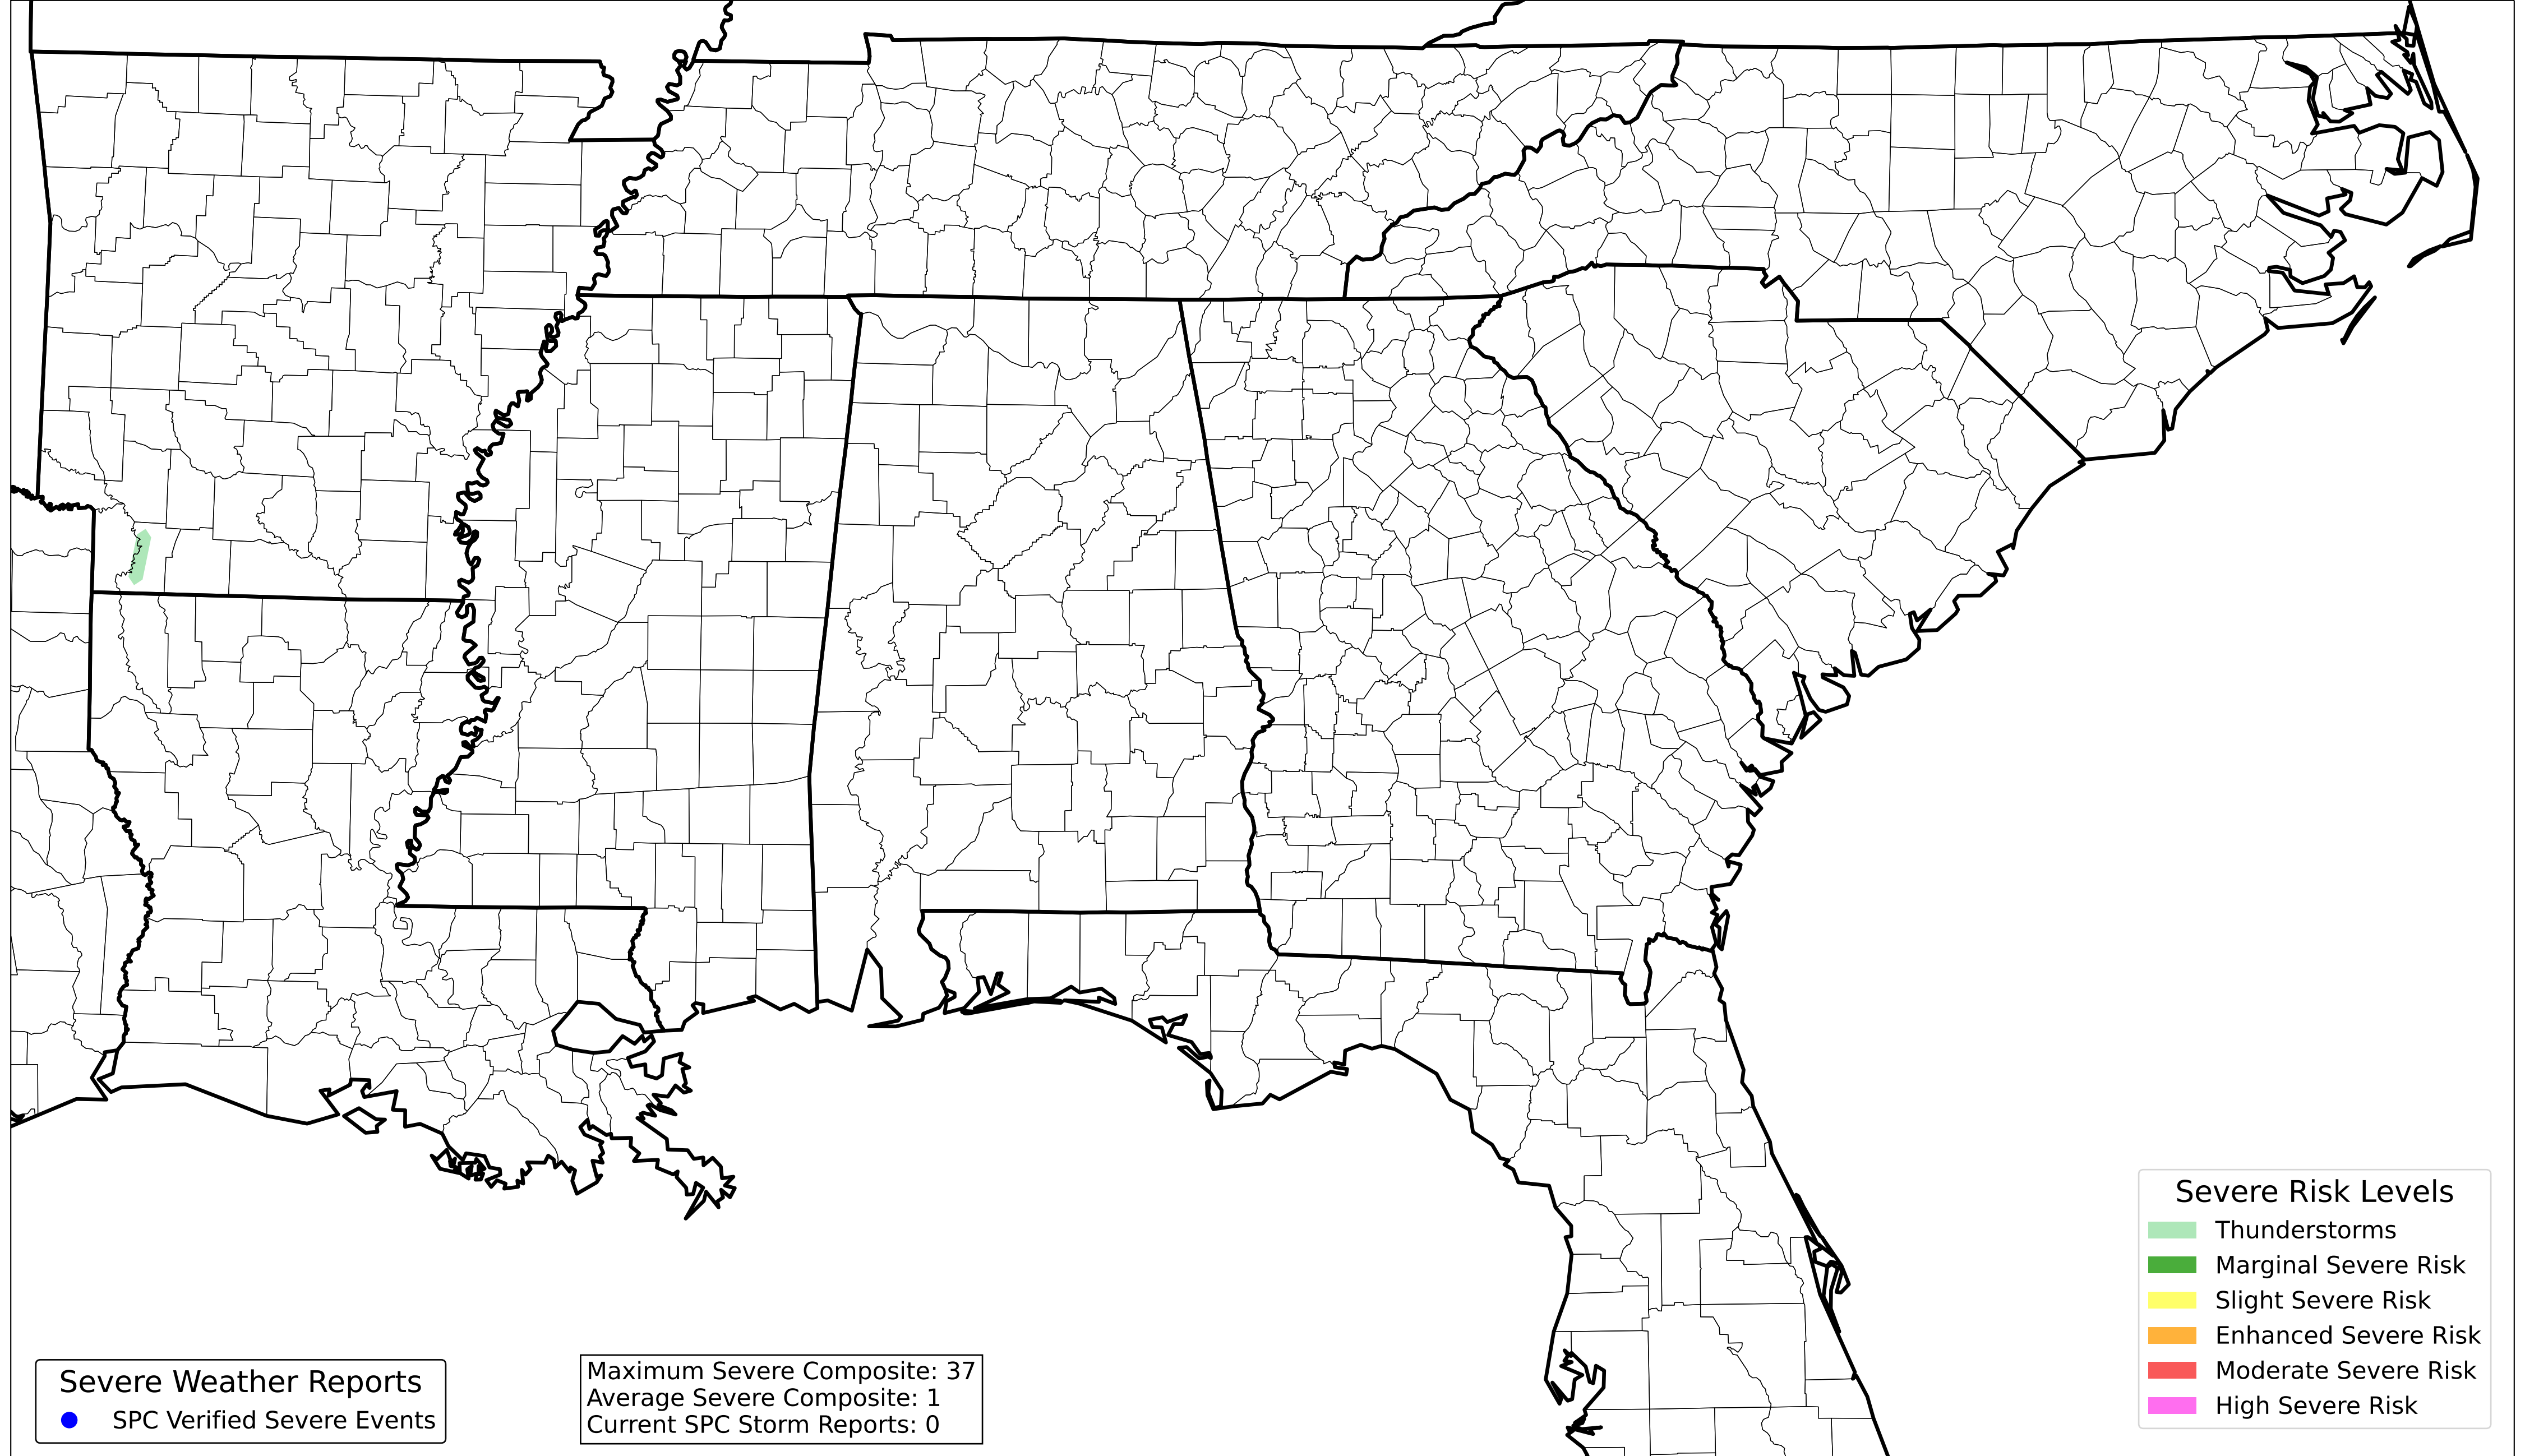 Severe Risk Levels
Thunderstorms
Marginal Severe Risk
Slight Severe Risk
Enhanced Severe Risk
Moderate Severe Risk
High Severe Risk
Severe Weather Reports
SPC Verified Severe Events
Maximum Severe Composite: 37
Average Severe Composite: 1
Current SPC Storm Reports: 0